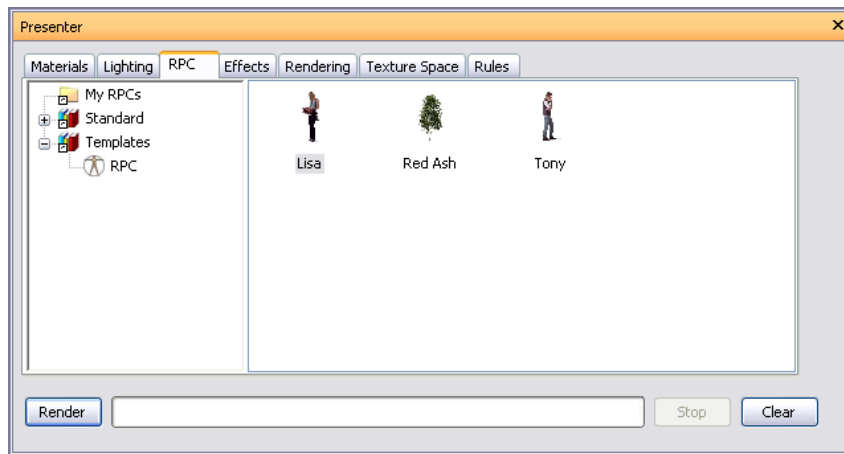 Presenter
Materials Lighting RPC Effects Rendering Texture Space Rules
My RPCs
Standard
Templates
RPC
Lisa Red Ash Tony
Render Stop Clear